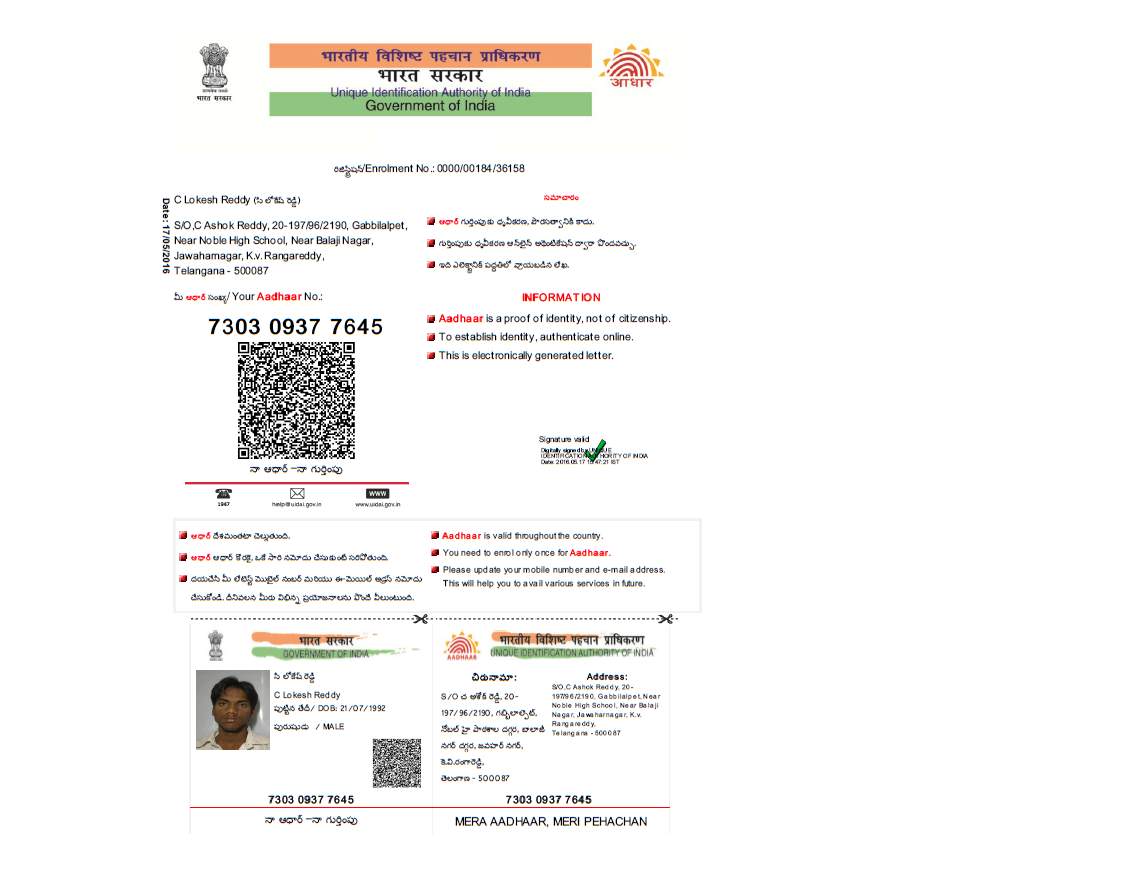 भारतीय विशिष्ट पहचान प्राधिकरण
भारत सरकार
Unique Identification Authority of India
Government of India
भारत सरकार
आधार
రిజిస్ట్రేషన్/Enrolment No.: 0000/00184/36158
Date: 17/05/2016
C Lokesh Reddy (సి లోకేష్ రెడ్డి)
S/O,C Ashok Reddy, 20-197/96/2190, Gabbilalpet,
Near Noble High School, Near Balaji Nagar,
Jawaharnagar, K.v. Rangareddy,
Telangana - 500087
మీ ఆధార్ సంఖ్య/ Your Aadhaar No.:
7303 0937 7645
నా ఆధార్ –నా గుర్తింపు
1947
help@uidai.gov.in
WWW
www.uidai.gov.in
సమాచారం
ఆధార్ గుర్తింపుకు ధృవీకరణ, పౌరసత్వానికి కాదు.
గుర్తింపుకు ధృవీకరణ ఆన్‌లైన్ అథెంటికేషన్ ద్వారా పొందవచ్చు.
ఇది ఎలెక్ట్రానిక్ పద్ధతిలో వ్రాయబడిన లేఖ.
INFORMATION
Aadhaar is a proof of identity, not of citizenship.
To establish identity, authenticate online.
This is electronically generated letter.
Signature valid
Digitally signed by UNIQUE
IDENTIFICATION AUTHORITY OF INDIA
Date: 2016.05.17 15:47:21 IST
ఆధార్ దేశమంతటా చెల్లుతుంది.
ఆధార్ ఆధార్ కొరకై, ఒకే సారి నమోదు చేసుకుంటే సరిపోతుంది.
దయచేసి మీ లేటెస్ట్ మొబైల్ నంబర్ మరియు ఈ-మెయిల్ అడ్రస్ నమోదు
చేసుకోండి. దీనివలన మీరు విభిన్న ప్రయోజనాలను పొందే వీలుంటుంది.
Aadhaar is valid throughout the country.
You need to enrol only once for Aadhaar.
Please update your mobile number and e-mail address.
This will help you to avail various services in future.
भारत सरकार
GOVERNMENT OF INDIA
సి లోకేష్ రెడ్డి
C Lokesh Reddy
పుట్టిన తేదీ/ DOB: 21/07/1992
పురుషుడు / MALE
7303 0937 7645
నా ఆధార్ –నా గుర్తింపు
AADHAAR
भारतीय विशिष्ट पहचान प्राधिकरण
UNIQUE IDENTIFICATION AUTHORITY OF INDIA
చిరునామా:
S/O చ అశోక్ రెడ్డి, 20-
197/96/2190, గబ్బిలాల్పెట్,
నోబల్ హై పాఠశాల దగ్గర, బాలాజీ
నగర్ దగ్గర, జవహర్ నగర్,
కె.వి.రంగారెడ్డి,
తెలంగాణ - 500087
Address:
S/O,C Ashok Reddy, 20-
197/96/2190, Gabbilalpet, Near
Noble High School, Near Balaji
Nagar, Jawaharnagar, K.v.
Rangareddy,
Telangana - 500087
7303 0937 7645
MERA AADHAAR, MERI PEHACHAN